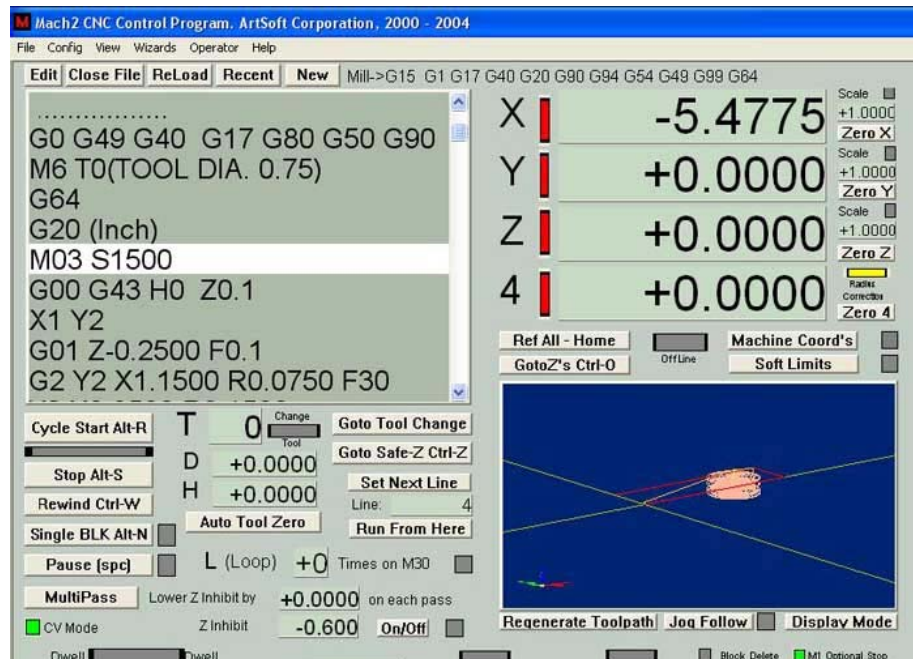 M Mach2 CNC Control Program. ArtSoft Corporation, 2000 - 2004
File Config View Wizards Operator Help
Edit Close File ReLoad Recent New Mill->G15 G1 G17 G40 G20 G90 G94 G54 G49 G99 G64
.................
G0 G49 G40 G17 G80 G50 G90
M6 T0(TOOL DIA. 0.75)
G64
G20 (Inch)
M03 S1500
G00 G43 H0 Z0.1
X1 Y2
G01 Z-0.2500 F0.1
G2 Y2 X1.1500 R0.0750 F30
X -5.4775 Scale +1.0000 Zero X
Y +0.0000 Scale +1.0000 Zero Y
Z +0.0000 Scale +1.0000 Zero Z
4 +0.0000 Radius Correction Zero 4
Ref All - Home OffLine Machine Coord's
GotoZ's Ctrl-O Soft Limits
Cycle Start Alt-R T 0 Change Tool Goto Tool Change
D +0.0000 Goto Safe-Z Ctrl-Z
Stop Alt-S H +0.0000 Set Next Line
Rewind Ctrl-W Line: 4
Single BLK Alt-N Auto Tool Zero Run From Here
Pause (spc) L (Loop) +0 Times on M30
MultiPass Lower Z Inhibit by +0.0000 on each pass
CV Mode Z Inhibit -0.600 On/Off
Regenerate Toolpath Jog Follow Display Mode
Dwell Dwell Block Delete M1 Optional Stop